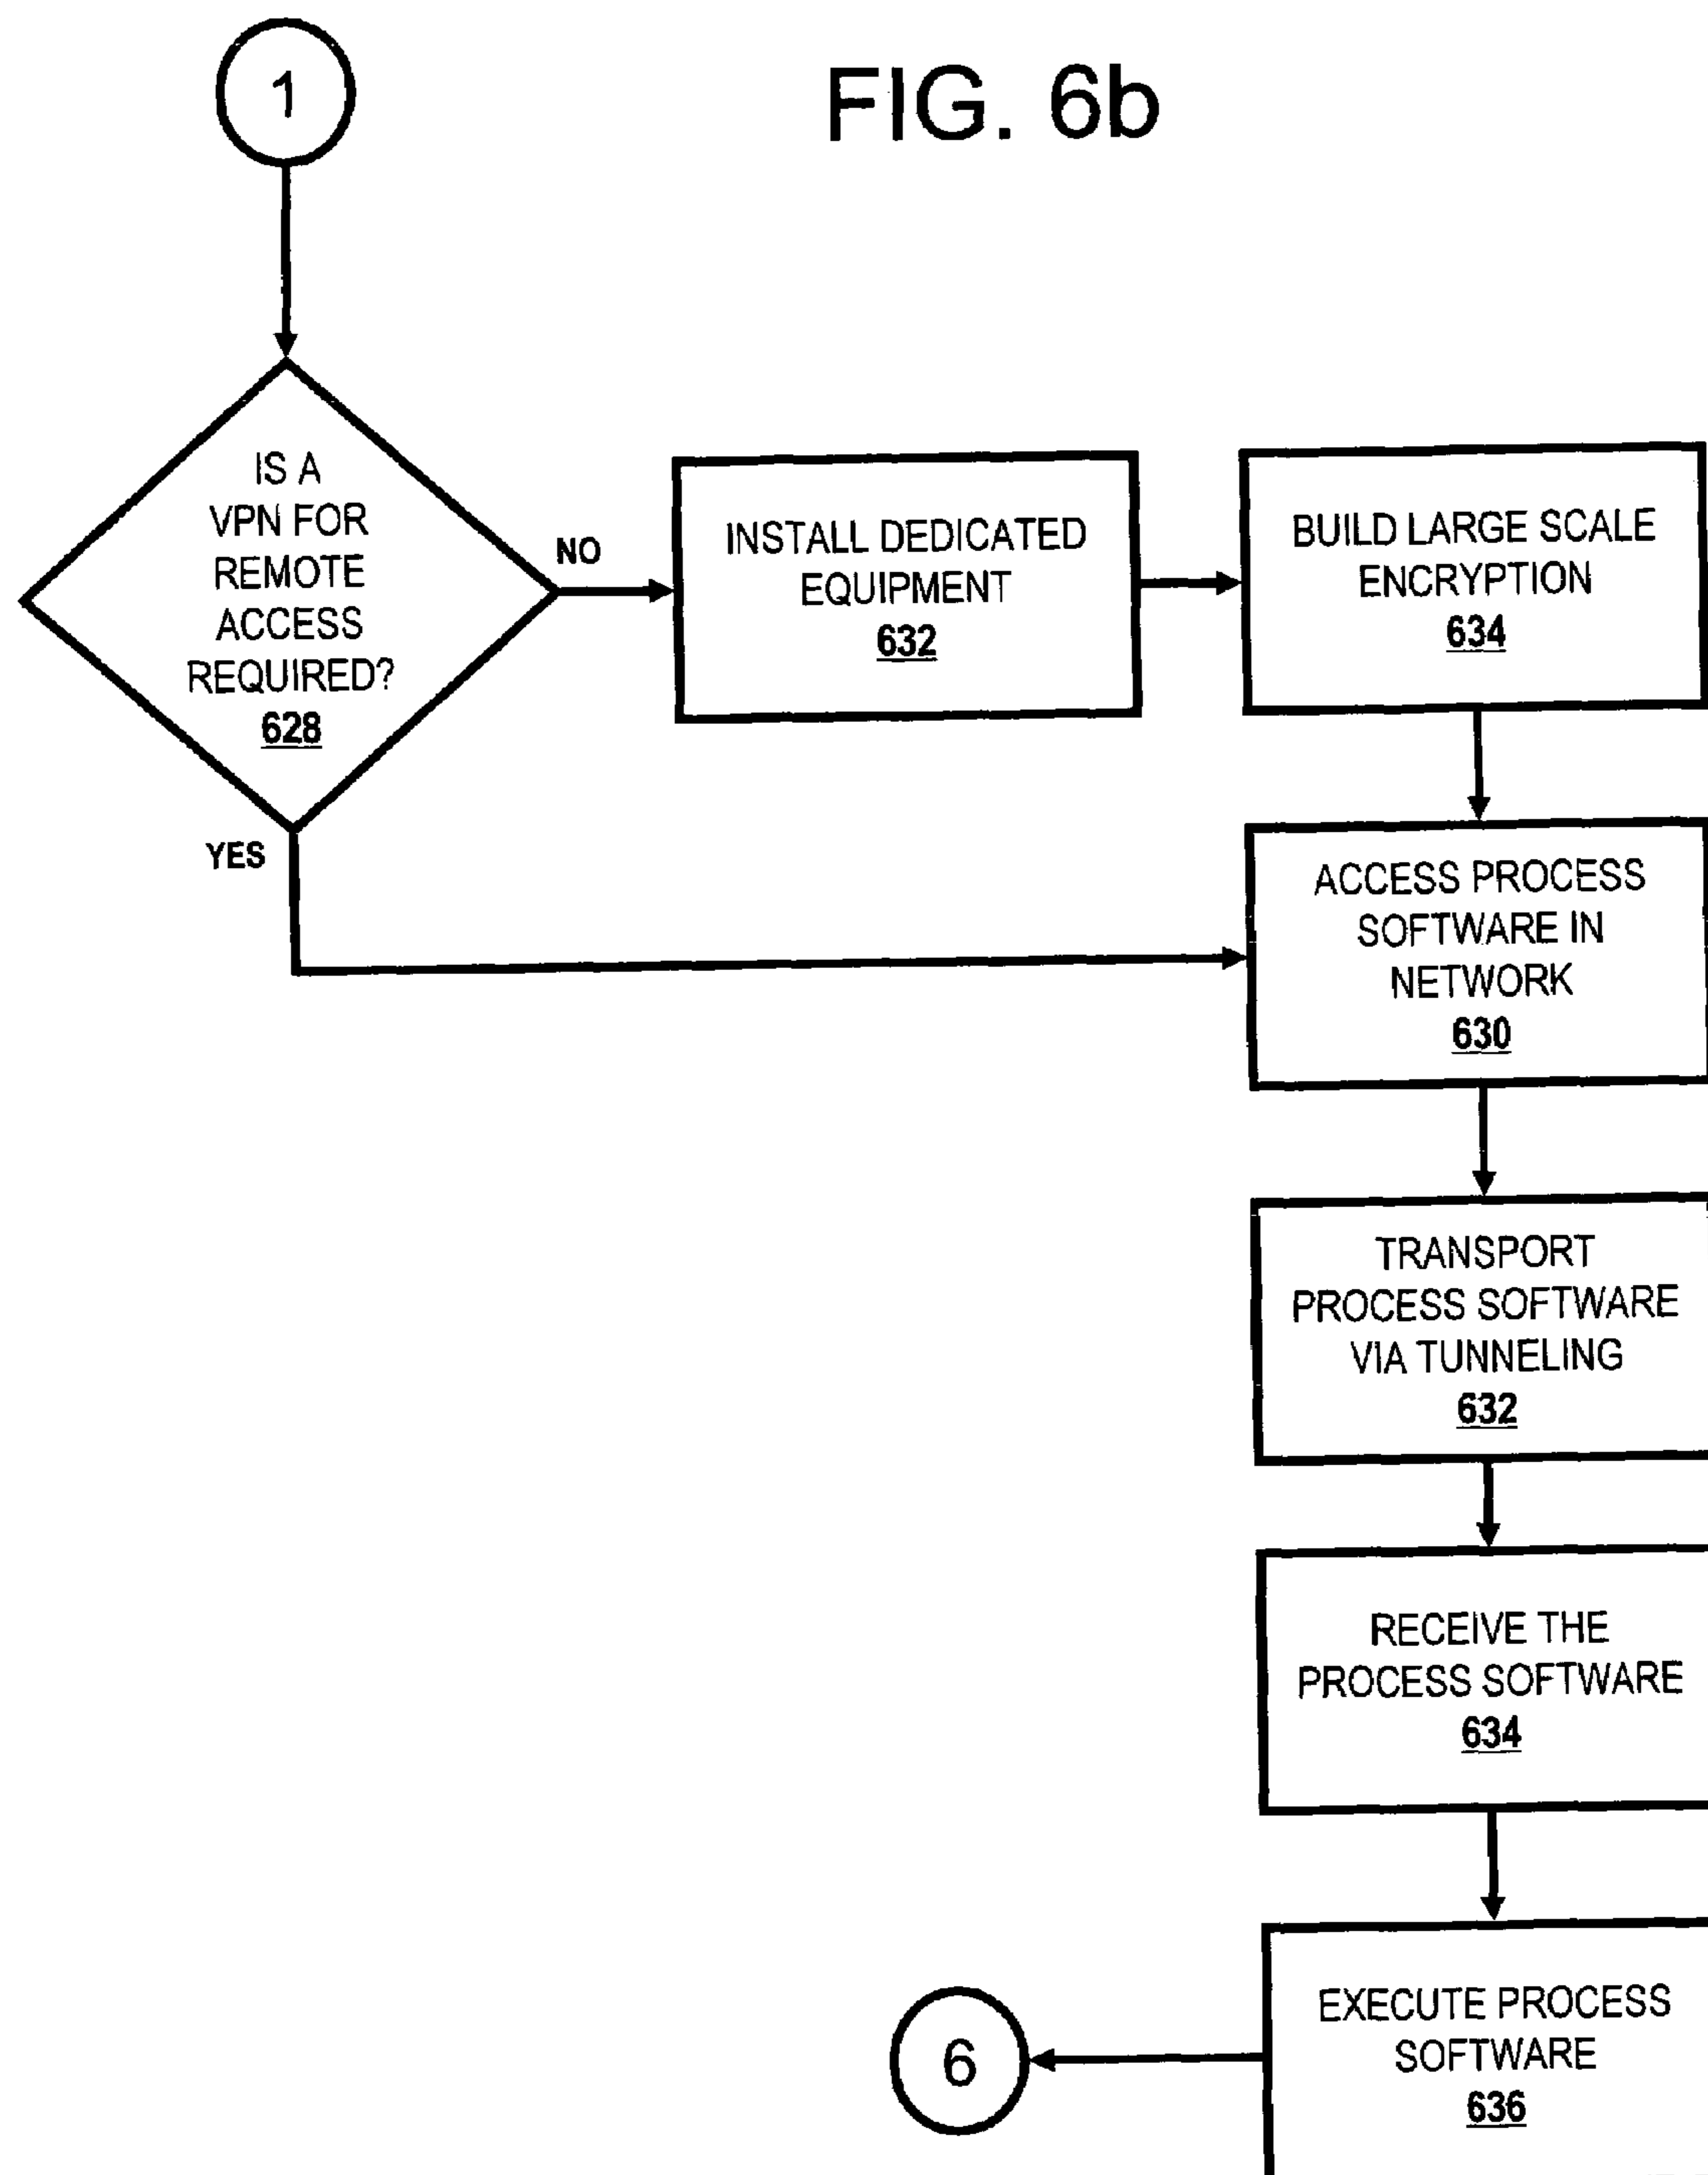 1
FIG. 6b
IS A
VPN FOR
REMOTE
ACCESS
REQUIRED?
628
NO
INSTALL DEDICATED
EQUIPMENT
632
BUILD LARGE SCALE
ENCRYPTION
634
YES
ACCESS PROCESS
SOFTWARE IN
NETWORK
630
TRANSPORT
PROCESS SOFTWARE
VIA TUNNELING
632
RECEIVE THE
PROCESS SOFTWARE
634
EXECUTE PROCESS
SOFTWARE
636
6